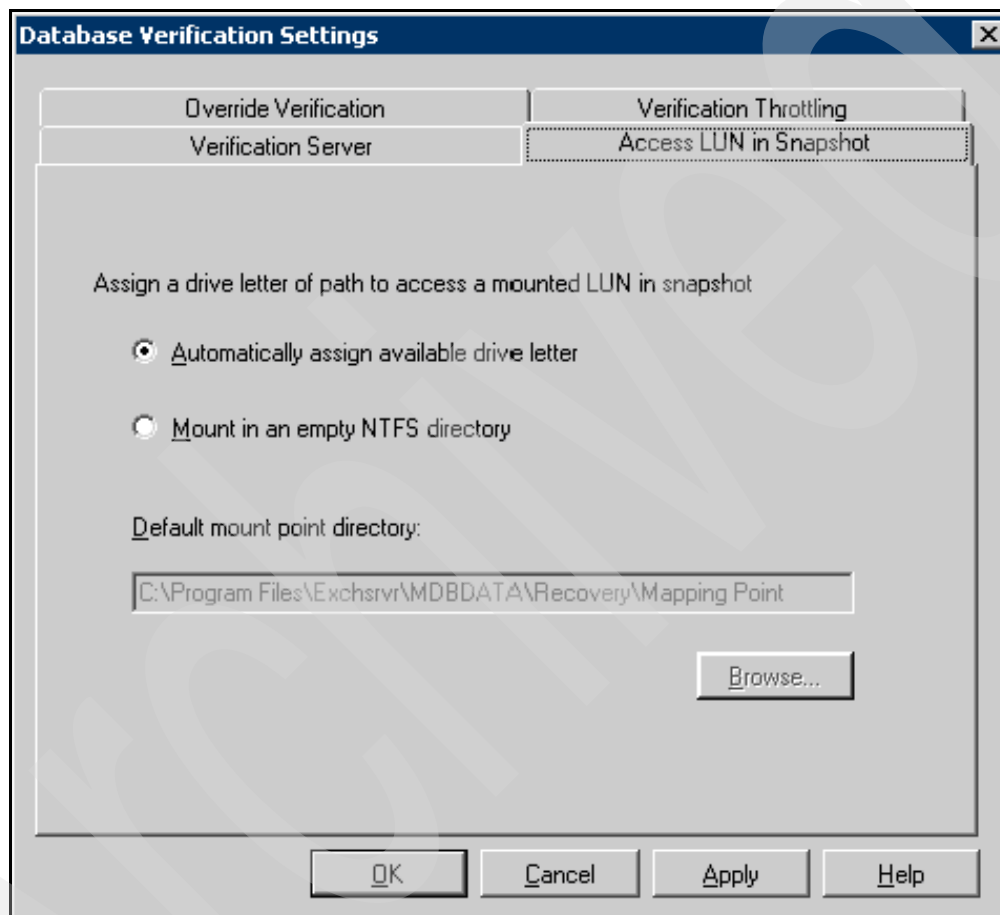 Database Verification Settings
Override Verification
Verification Throttling
Verification Server
Access LUN in Snapshot
Assign a drive letter of path to access a mounted LUN in snapshot
Automatically assign available drive letter
Mount in an empty NTFS directory
Default mount point directory:
C:\Program Files\Exchsrvr\MDBDATA\Recovery\Mapping Point
Browse...
OK
Cancel
Apply
Help